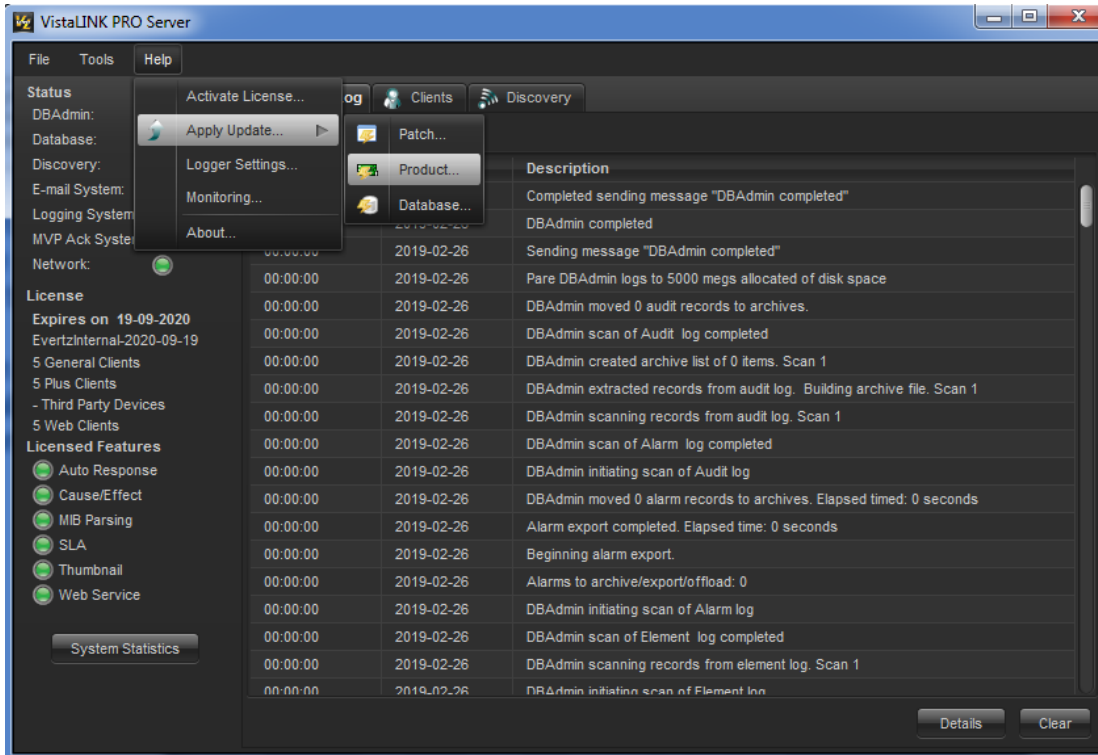 VistaLINK PRO Server
File Tools Help
Status
DBAdmin:
Database:
Discovery:
E-mail System:
Logging System
MVP Ack Syste
Network:
License
Expires on 19-09-2020
EvertzInternal-2020-09-19
5 General Clients
5 Plus Clients
- Third Party Devices
5 Web Clients
Licensed Features
Auto Response
Cause/Effect
MIB Parsing
SLA
Thumbnail
Web Service
System Statistics
Activate License...
Apply Update...
Logger Settings...
Monitoring...
About...
Patch...
Product...
Database...
og Clients Discovery
Description
Completed sending message "DBAdmin completed"
2019-02-26 DBAdmin completed
00:00:00 2019-02-26 Sending message "DBAdmin completed"
00:00:00 2019-02-26 Pare DBAdmin logs to 5000 megs allocated of disk space
00:00:00 2019-02-26 DBAdmin moved 0 audit records to archives.
00:00:00 2019-02-26 DBAdmin scan of Audit log completed
00:00:00 2019-02-26 DBAdmin created archive list of 0 items. Scan 1
00:00:00 2019-02-26 DBAdmin extracted records from audit log. Building archive file. Scan 1
00:00:00 2019-02-26 DBAdmin scanning records from audit log. Scan 1
00:00:00 2019-02-26 DBAdmin scan of Alarm log completed
00:00:00 2019-02-26 DBAdmin initiating scan of Audit log
00:00:00 2019-02-26 DBAdmin moved 0 alarm records to archives. Elapsed timed: 0 seconds
00:00:00 2019-02-26 Alarm export completed. Elapsed time: 0 seconds
00:00:00 2019-02-26 Beginning alarm export.
00:00:00 2019-02-26 Alarms to archive/export/offload: 0
00:00:00 2019-02-26 DBAdmin initiating scan of Alarm log
00:00:00 2019-02-26 DBAdmin scan of Element log completed
00:00:00 2019-02-26 DBAdmin scanning records from element log. Scan 1
00:00:00 2019-02-26 DBAdmin initiating scan of Element log
Details Clear